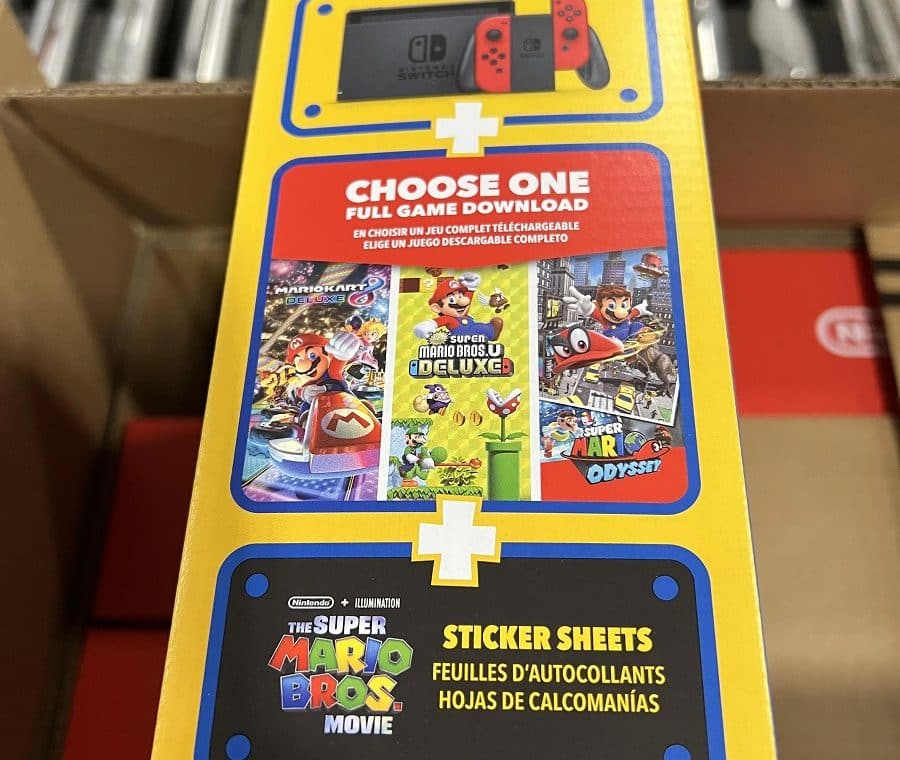 NINTENDO
SWITCH
CHOOSE ONE
FULL GAME DOWNLOAD
EN CHOISIR UN JEU COMPLET TÉLÉCHARGEABLE
ELIGE UN JUEGO DESCARGABLE COMPLETO
MARIOKART 8
DELUXE
NEW
SUPER
MARIO BROS. U
DELUXE
SUPER
MARIO
ODYSSEY
Nintendo + ILLUMINATION
THE SUPER
MARIO
BROS.
MOVIE
STICKER SHEETS
FEUILLES D'AUTOCOLLANTS
HOJAS DE CALCOMANÍAS